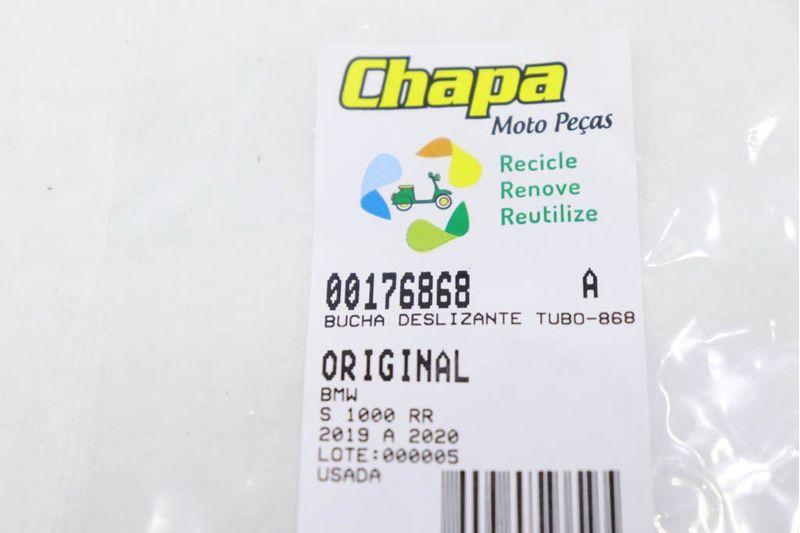 Chapa
Moto Peças
Recicle
Renove
Reutilize
00176868 A
BUCHA DESLIZANTE TUBO-868
ORIGINAL
BMW
S 1000 RR
2019 A 2020
LOTE:000005
USADA